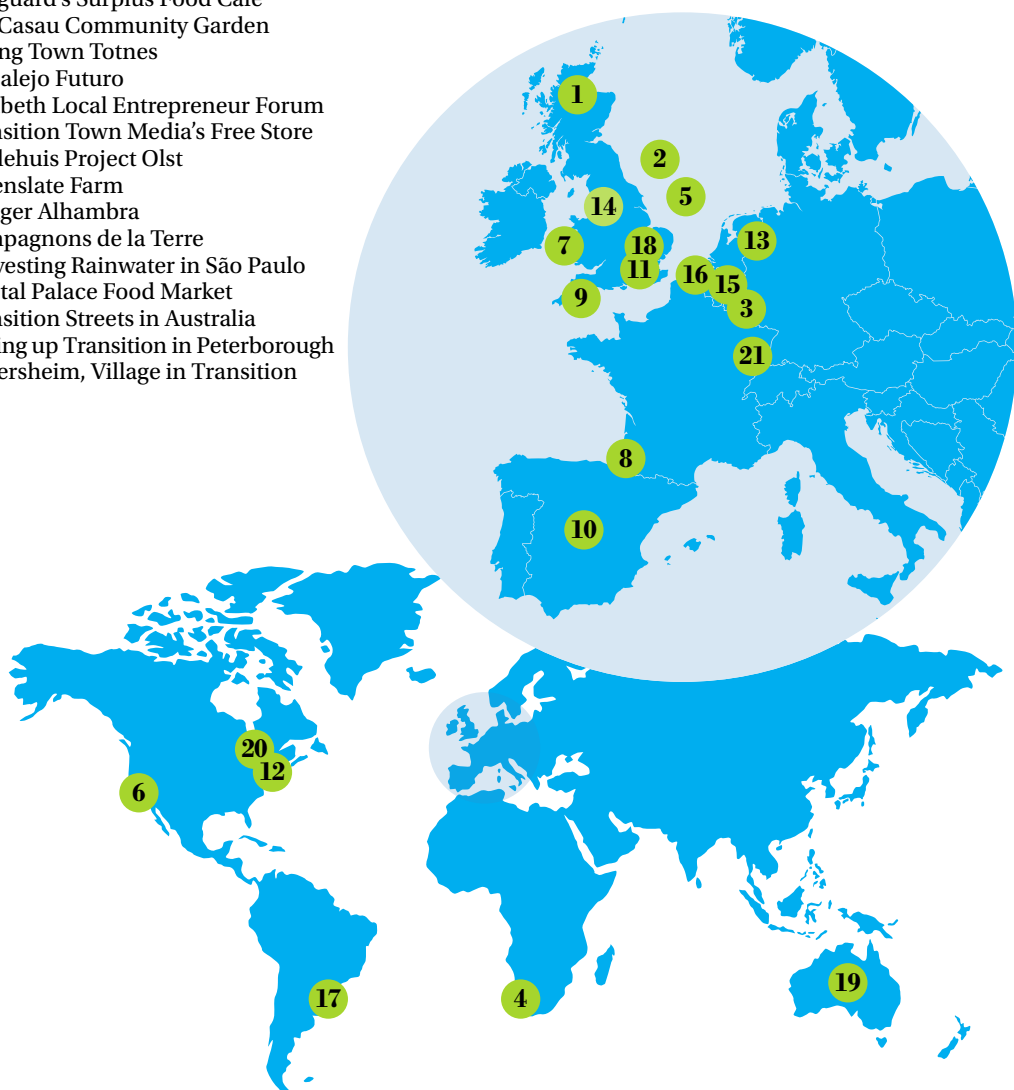 Surplus Food Café
Casau Community Garden
Town Totnes
Futuro
Local Entrepreneur Forum
Town Media's Free Store
Project Olst
Farm
Alhambra
de la Terre
Rainwater in São Paulo
Palace Food Market
Streets in Australia
up Transition in Peterborough
Village in Transition
1
2
5
14
7
18
13
11
16
15
9
3
21
8
10
20
12
6
19
17
4